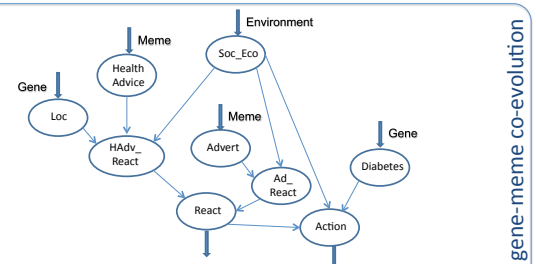 Environment
Meme
Soc_Eco
Health
Advice
Gene
Loc
Meme
HAdv_
React
Advert
Gene
Diabetes
Ad_
React
React
Action
gene-meme co-evolution